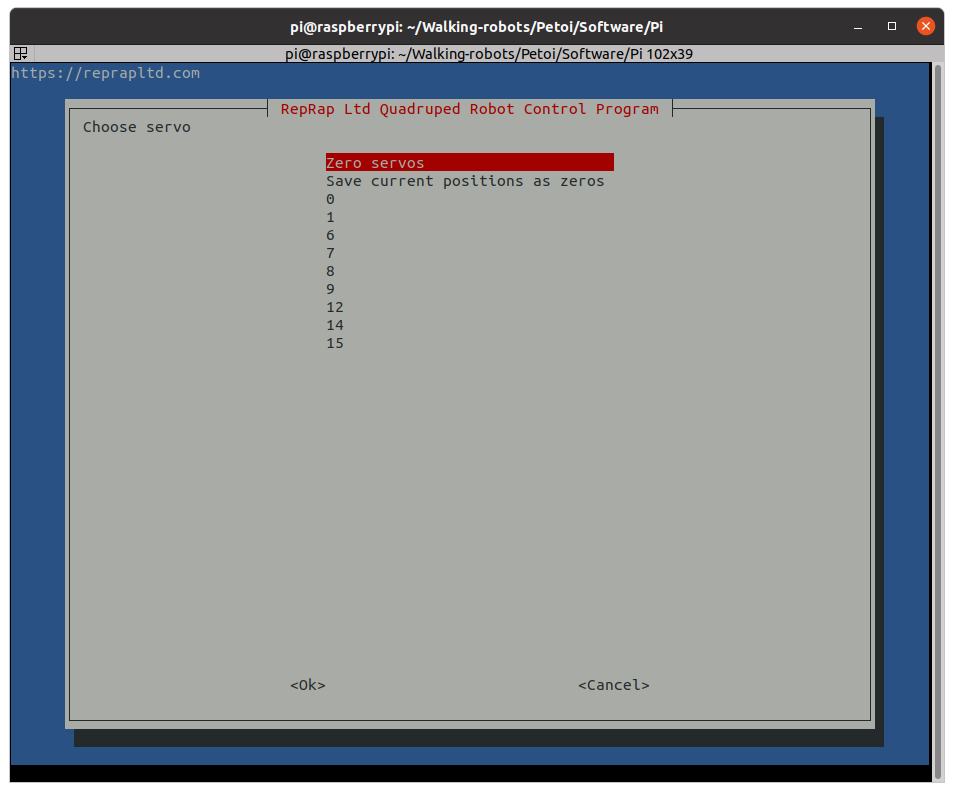 pi@raspberrypi: ~/Walking-robots/Petoi/Software/Pi
pi@raspberrypi: ~/Walking-robots/Petoi/Software/Pi 102x39
https://reprapltd.com
RepRap Ltd Quadruped Robot Control Program
Choose servo
Zero servos
Save current positions as zeros
0
1
6
7
8
9
12
14
15
<Ok> <Cancel>